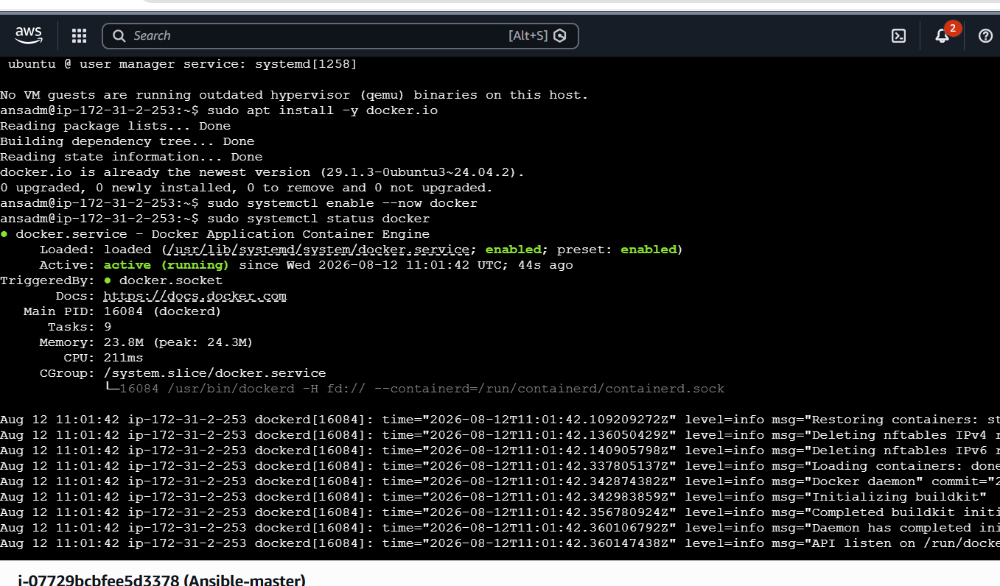 aws
Search
[Alt+S]
2
ubuntu @ user manager service: systemd[1258]
No VM guests are running outdated hypervisor (qemu) binaries on this host.
ansadm@ip-172-31-2-253:~$ sudo apt install -y docker.io
Reading package lists... Done
Building dependency tree... Done
Reading state information... Done
docker.io is already the newest version (29.1.3-0ubuntu3~24.04.2).
0 upgraded, 0 newly installed, 0 to remove and 0 not upgraded.
ansadm@ip-172-31-2-253:~$ sudo systemctl enable --now docker
ansadm@ip-172-31-2-253:~$ sudo systemctl status docker
● docker.service - Docker Application Container Engine
Loaded: loaded (/usr/lib/systemd/system/docker.service; enabled; preset: enabled)
Active: active (running) since Wed 2026-08-12 11:01:42 UTC; 44s ago
TriggeredBy: ● docker.socket
Docs: https://docs.docker.com
Main PID: 16084 (dockerd)
Tasks: 9
Memory: 23.8M (peak: 24.3M)
CPU: 211ms
CGroup: /system.slice/docker.service
└─16084 /usr/bin/dockerd -H fd:// --containerd=/run/containerd/containerd.sock
Aug 12 11:01:42 ip-172-31-2-253 dockerd[16084]: time="2026-08-12T11:01:42.109209272Z" level=info msg="Restoring containers: st
Aug 12 11:01:42 ip-172-31-2-253 dockerd[16084]: time="2026-08-12T11:01:42.136050429Z" level=info msg="Deleting nftables IPv4 r
Aug 12 11:01:42 ip-172-31-2-253 dockerd[16084]: time="2026-08-12T11:01:42.140905798Z" level=info msg="Deleting nftables IPv6 r
Aug 12 11:01:42 ip-172-31-2-253 dockerd[16084]: time="2026-08-12T11:01:42.337805137Z" level=info msg="Loading containers: done
Aug 12 11:01:42 ip-172-31-2-253 dockerd[16084]: time="2026-08-12T11:01:42.342874382Z" level=info msg="Docker daemon" commit="2
Aug 12 11:01:42 ip-172-31-2-253 dockerd[16084]: time="2026-08-12T11:01:42.342983859Z" level=info msg="Initializing buildkit"
Aug 12 11:01:42 ip-172-31-2-253 dockerd[16084]: time="2026-08-12T11:01:42.356780924Z" level=info msg="Completed buildkit initi
Aug 12 11:01:42 ip-172-31-2-253 dockerd[16084]: time="2026-08-12T11:01:42.360106792Z" level=info msg="Daemon has completed ini
Aug 12 11:01:42 ip-172-31-2-253 dockerd[16084]: time="2026-08-12T11:01:42.360147438Z" level=info msg="API listen on /run/docke
i-07729bcbfee5d3378 (Ansible-master)